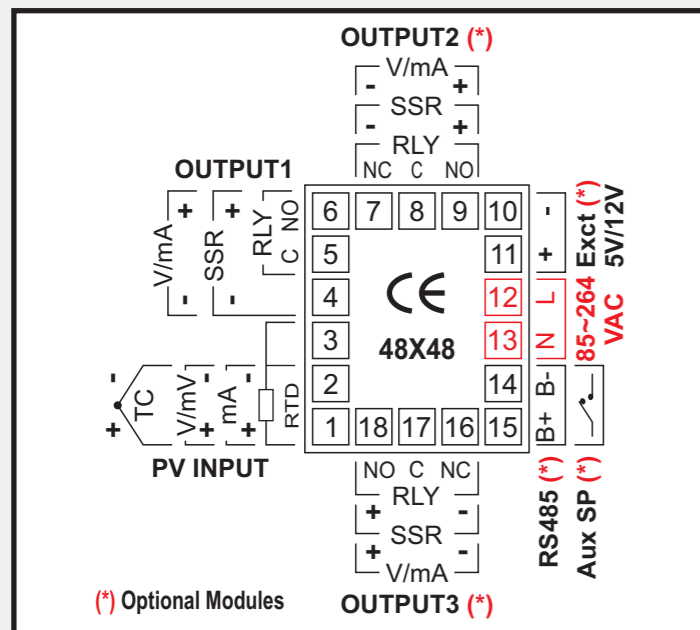 OUTPUT2 (*)
V/mA
- +
SSR
- +
RLY
NC C NO
OUTPUT1
V/mA
+ -
SSR
+ -
RLY
C NO
6 7 8 9 10
5 11
4 12
3 13
2 14
1 18 17 16 15
CE
48X48
- +
Exct (*)
5V/12V
N L
85~264
VAC
B+ B-
RS485 (*)
Aux SP (*)
- +
TC
V/mV
- +
mA
- +
RTD
PV INPUT
NO C NC
RLY
+ -
SSR
+ -
V/mA
OUTPUT3 (*)
(*) Optional Modules